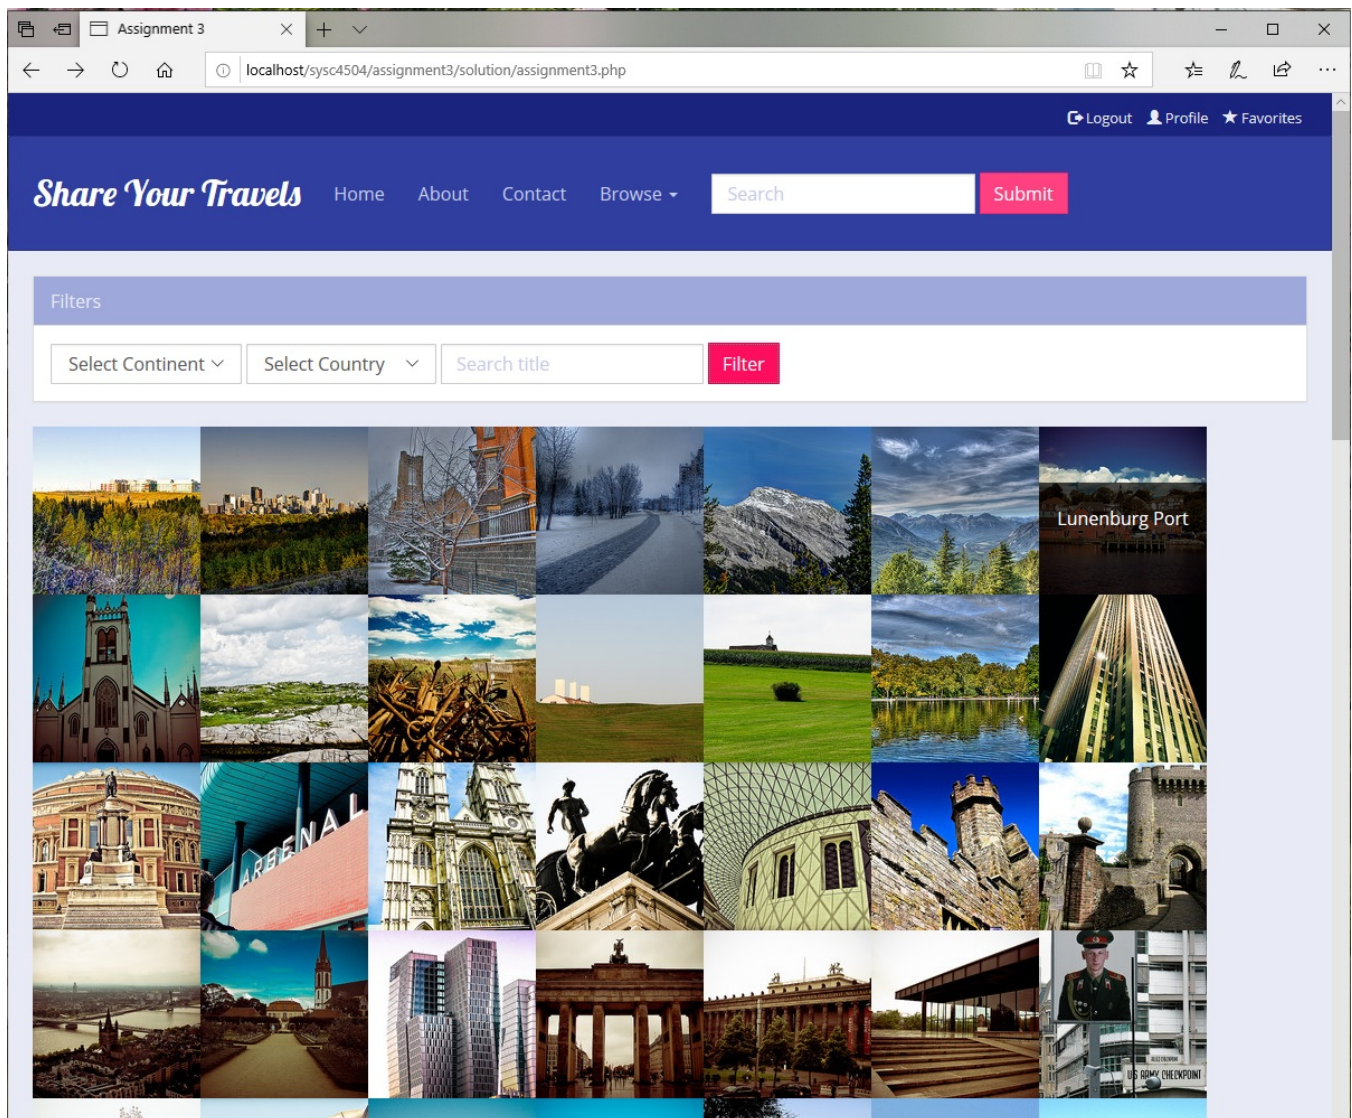 Assignment 3
localhost/sysc4504/assignment3/solution/assignment3.php
Logout Profile Favorites
Share Your Travels Home About Contact Browse Search Submit
Filters
Select Continent Select Country Search title Filter
Lunenburg Port
ARSENAL
U.S. ARMY CHECKPOINT